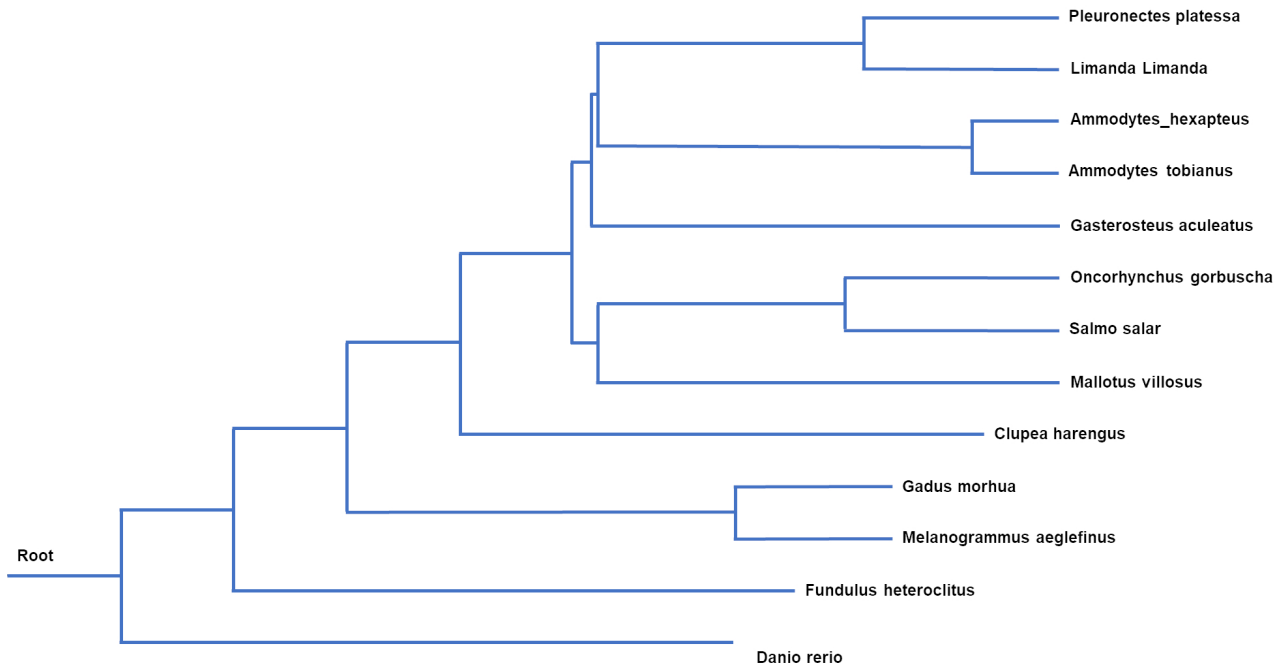 Pleuronectes platessa
Limanda Limanda
Ammodytes_hexapteus
Ammodytes tobianus
Gasterosteus aculeatus
Oncorhynchus gorbuscha
Salmo salar
Mallotus villosus
Clupea harengus
Gadus morhua
Melanogrammus aeglefinus
Root
Fundulus heteroclitus
Danio rerio